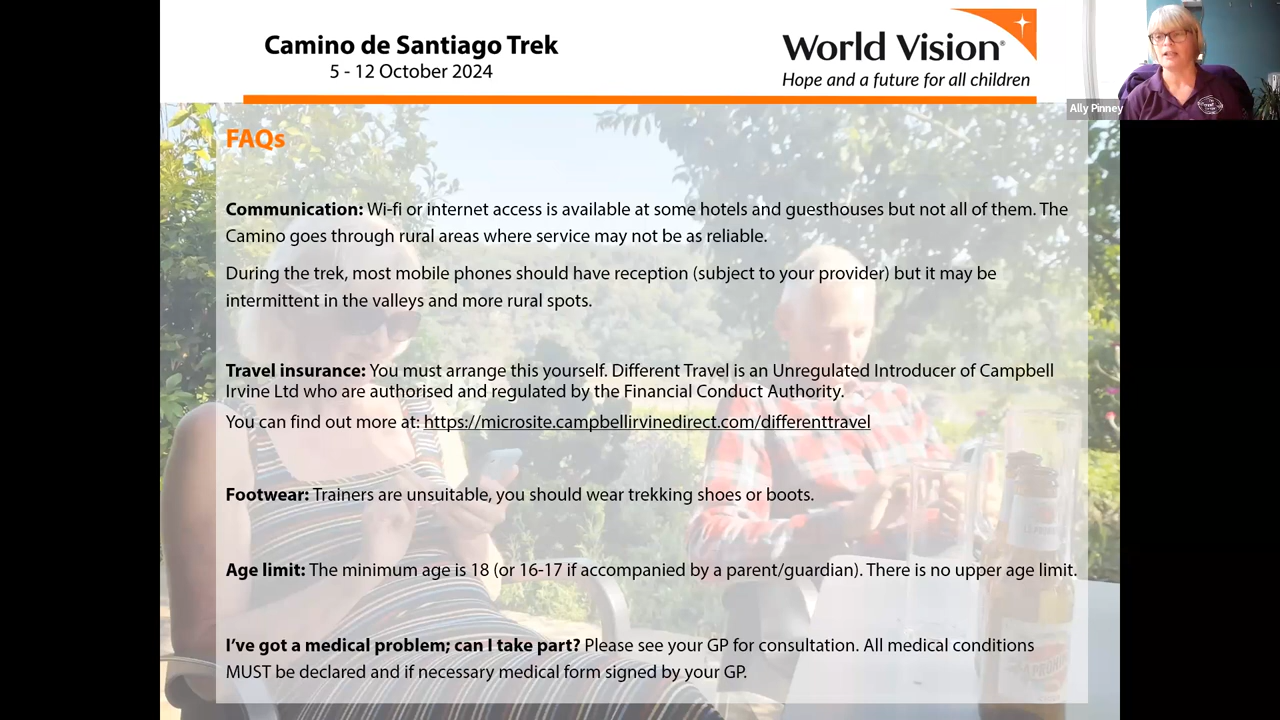 Camino de Santiago Trek
5 - 12 October 2024
World Vision®
Hope and a future for all children
Ally Pinney
FAQs
Communication: Wi-fi or internet access is available at some hotels and guesthouses but not all of them. The
Camino goes through rural areas where service may not be as reliable.
During the trek, most mobile phones should have reception (subject to your provider) but it may be
intermittent in the valleys and more rural spots.
Travel insurance: You must arrange this yourself. Different Travel is an Unregulated Introducer of Campbell
Irvine Ltd who are authorised and regulated by the Financial Conduct Authority.
You can find out more at: https://microsite.campbellirvinedirect.com/differenttravel
Footwear: Trainers are unsuitable, you should wear trekking shoes or boots.
Age limit: The minimum age is 18 (or 16-17 if accompanied by a parent/guardian). There is no upper age limit.
I’ve got a medical problem; can I take part? Please see your GP for consultation. All medical conditions
MUST be declared and if necessary medical form signed by your GP.